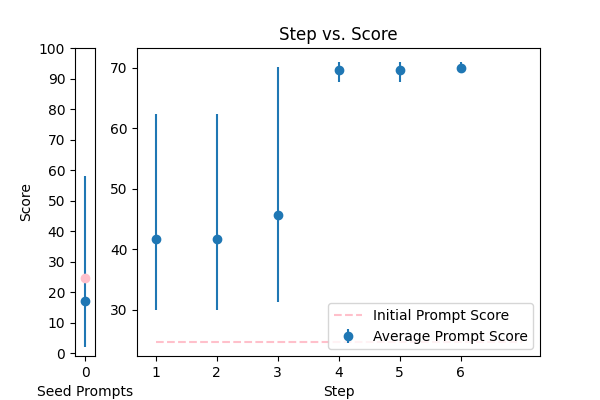 Step vs. Score
Score
100
90
80
70
60
50
40
30
20
10
0
0
Seed Prompts
70
60
50
40
30
1 2 3 4 5 6
Step
Initial Prompt Score
Average Prompt Score